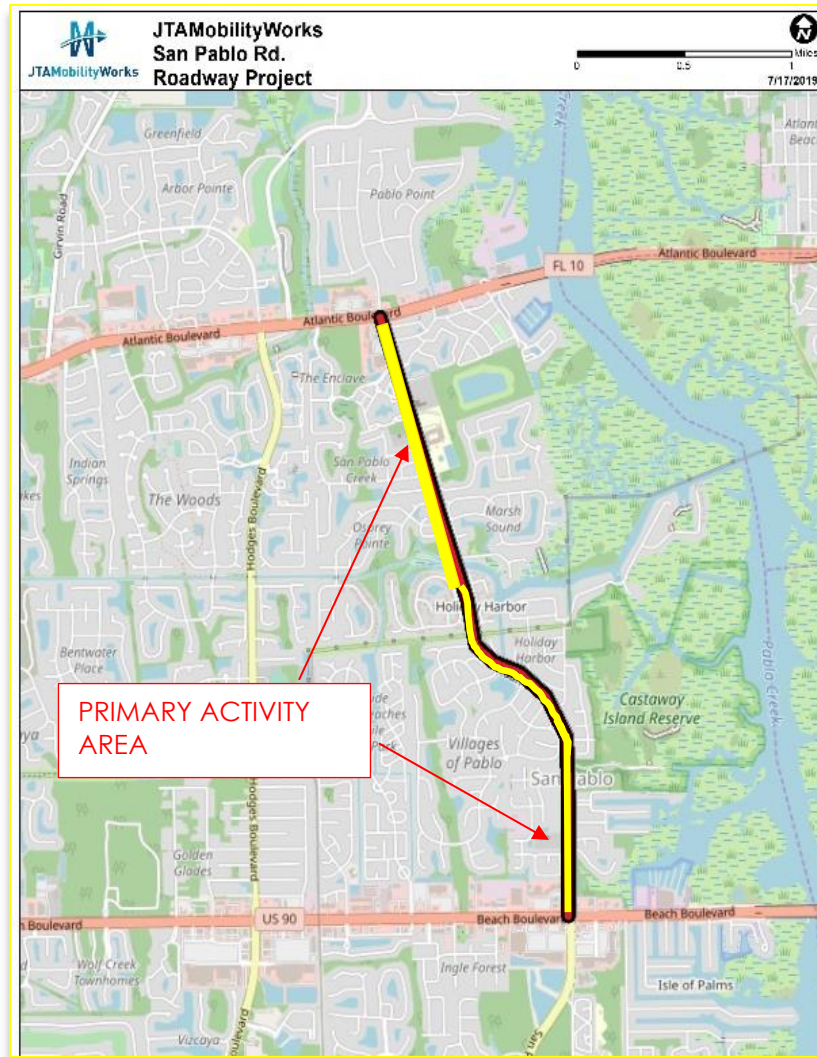 JTAMobilityWorks
JTAMobilityWorks
San Pablo Rd.
Roadway Project
N
Miles
0 0.5 1
7/17/2019
Creek
Greenfield
Atlantic
Beach
Arbor Pointe
Pablo Point
Girvin Road
Atlantic Boulevard
FL 10
Atlantic Boulevard
Atlantic Boulevard
The Enclave
Indian
Springs
San Pablo
Creek
The Woods
Marsh
Sound
Osprey
Pointe
Hodges Boulevard
Holiday Harbor
Bentwater
Place
Holiday
Harbor
Pablo Creek
PRIMARY ACTIVITY
AREA
Castaway
Island Reserve
Villages
of Pablo
San Pablo
Hodges Boulevard
Golden
Glades
US 90
Beach Boulevard
Beach Boulevard
Wolf Creek
Townhomes
Ingle Forest
Isle of Palms
Vizcaya